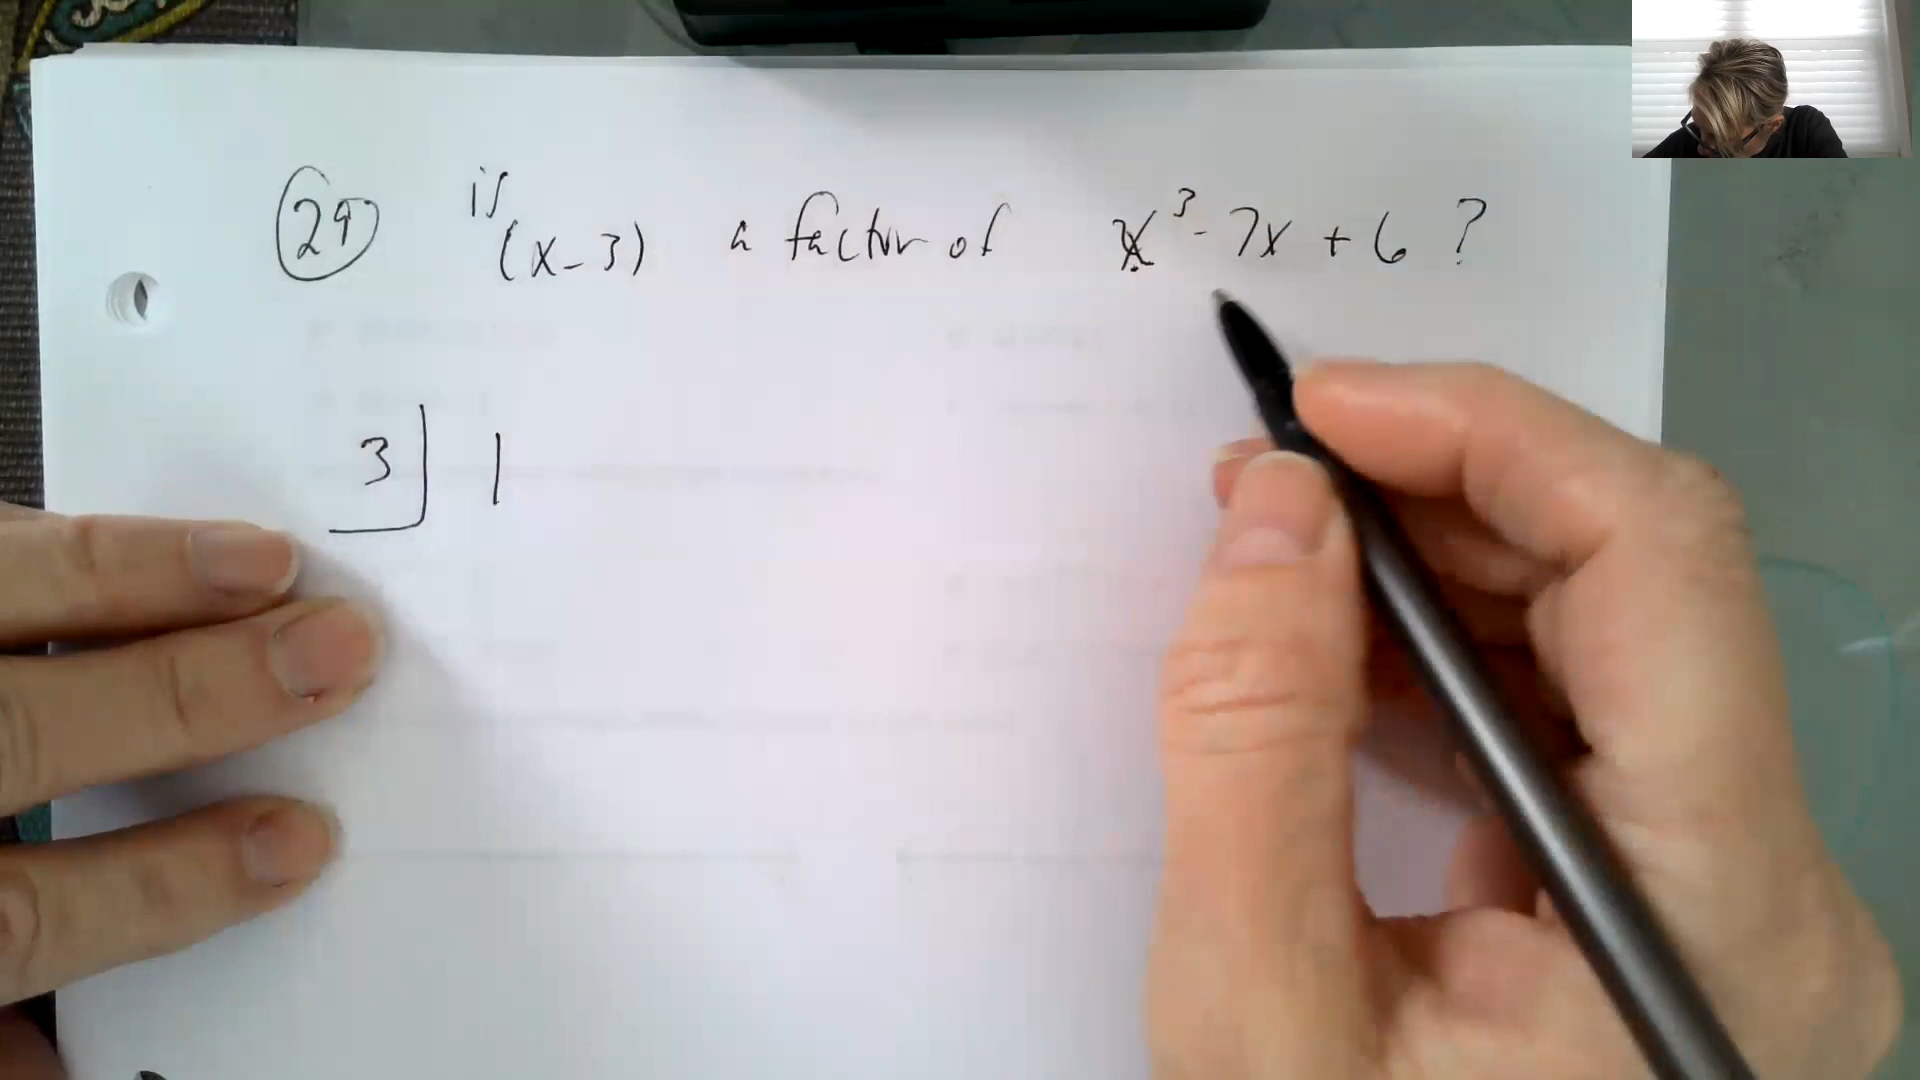 29 is (x-3) a factor of x³-7x+6?
3 1